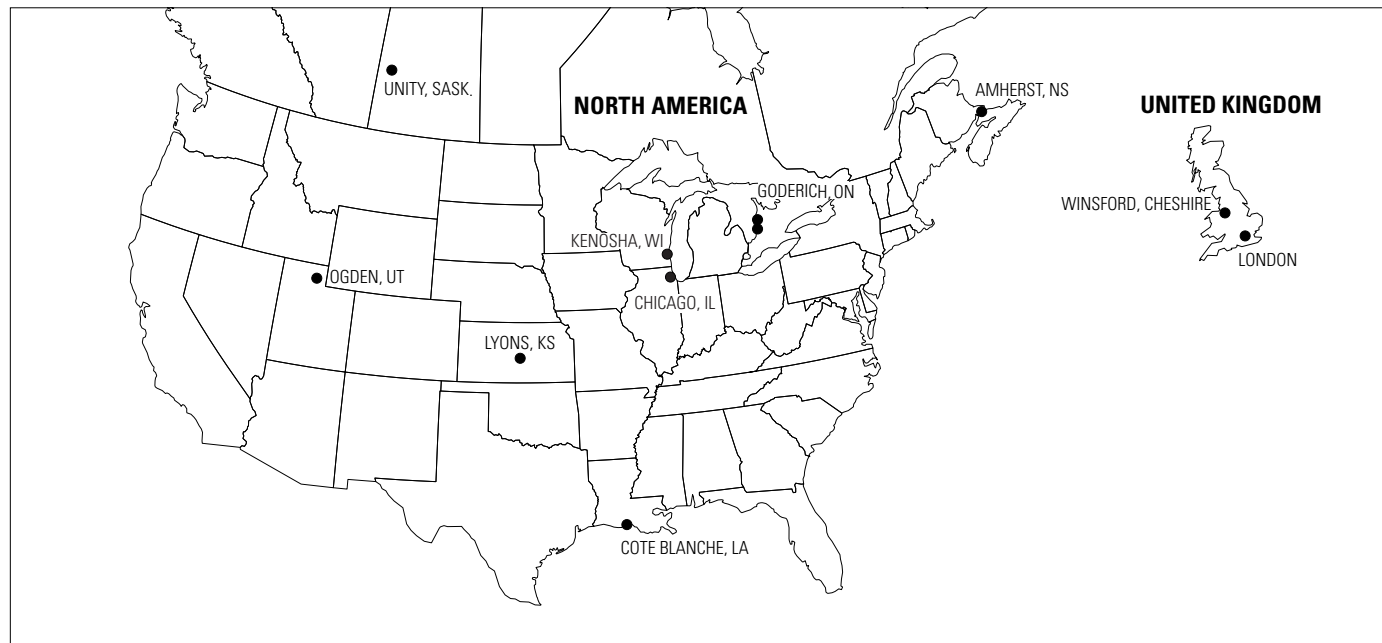 UNITY, SASK.
NORTH AMERICA
AMHERST, NS
UNITED KINGDOM
GODERICH, ON
WINSFORD, CHESHIRE
KENOSHA, WI
LONDON
OGDEN, UT
CHICAGO, IL
LYONS, KS
COTE BLANCHE, LA